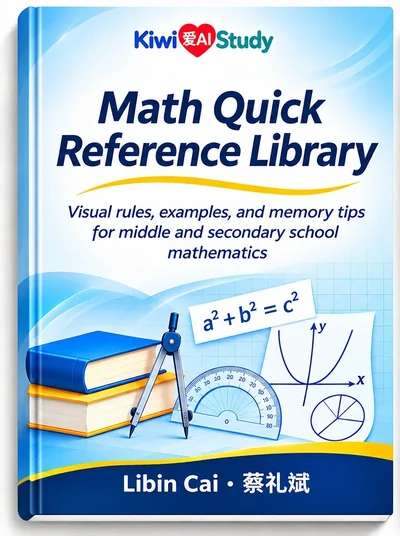 Kiwi爱AIStudy
Math Quick
Reference Library
Visual rules, examples, and memory tips
for middle and secondary school
mathematics
a² + b² = c²
y
x
0
Libin Cai • 蔡礼斌